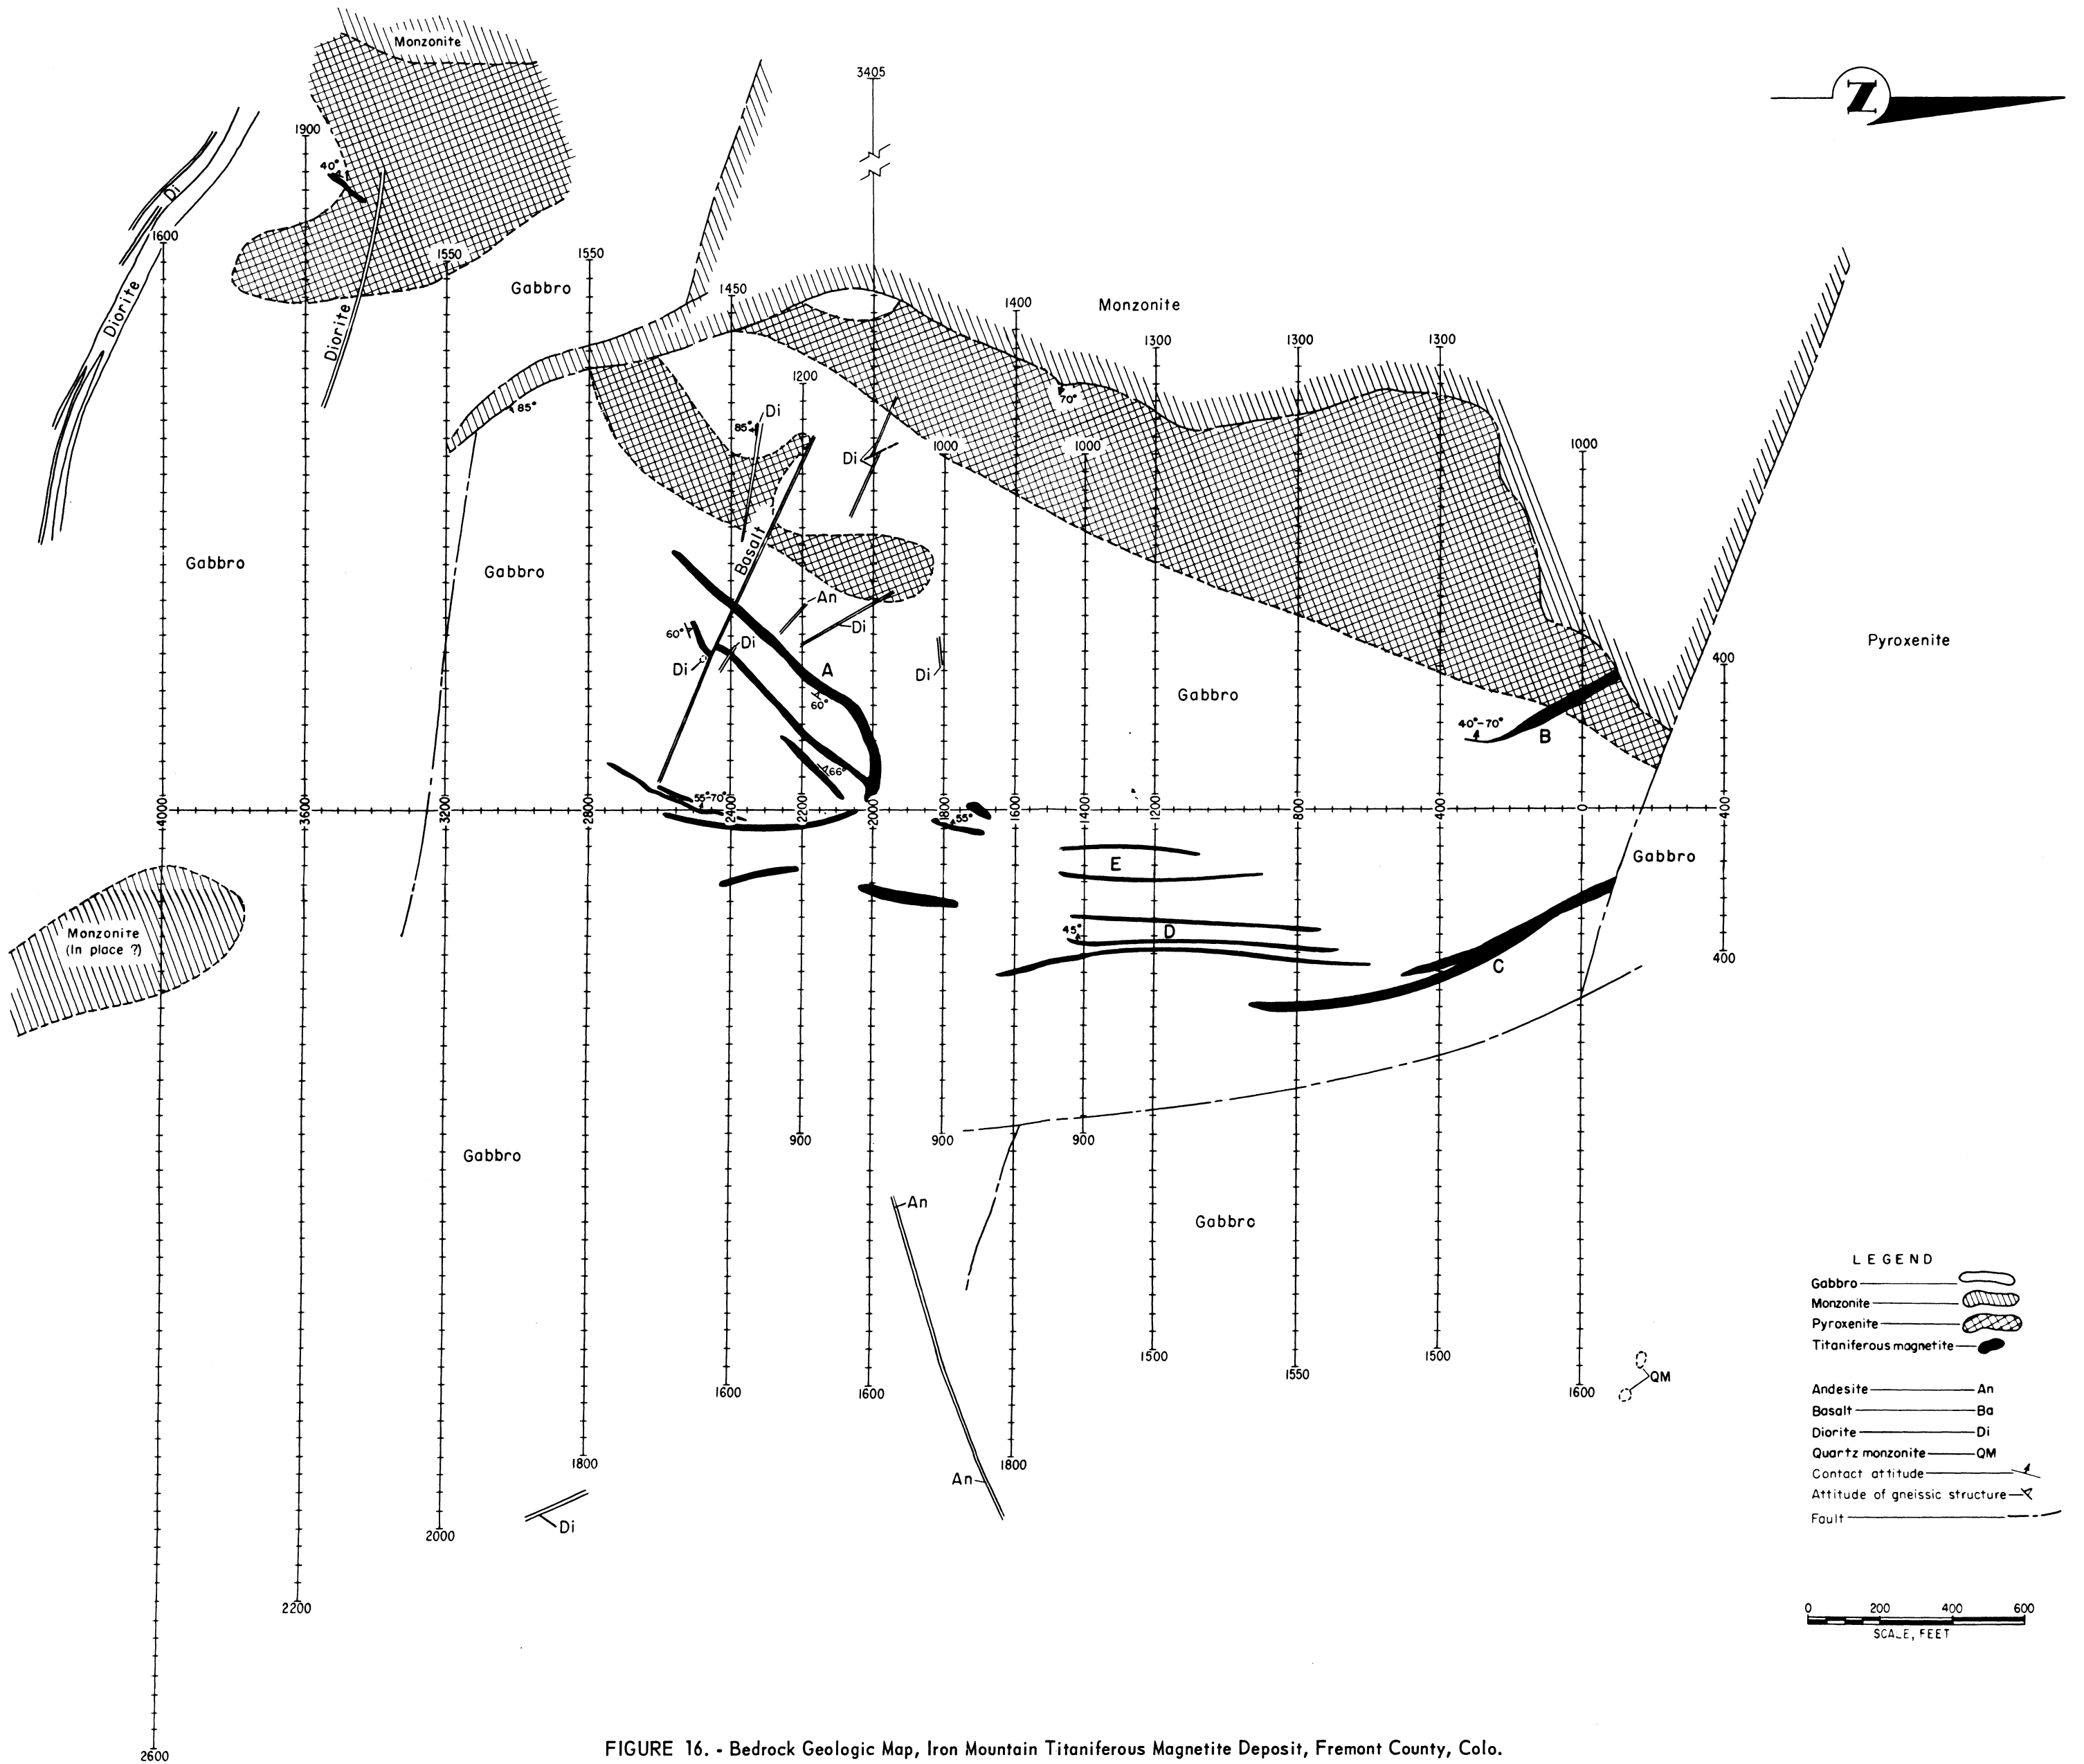 Monzonite
3405
Z
1900
40°
Di
1600
1550
1550
Gabbro
Diorite
Diorite
1450
1400
Monzonite
1300
1300
1300
1200
85°
70°
Di
85°
Di
1000
1000
1000
Basalt
Gabbro
Gabbro
An
Di
60°
Di
Di
Di
A
60°
Gabbro
Pyroxenite
400
40°-70°
B
66°
55°-70°
4000
3600
3200
2800
2400
2200
2000
1800
1600
1400
1200
800
400
0
400
55°
E
Gabbro
Monzonite
(In place ?)
45°
D
C
400
900
900
900
Gabbro
An
Gabbrc
LEGEND
Gabbro
Monzonite
Pyroxenite
Titaniferous magnetite
Andesite An
Basalt Ba
Diorite Di
Quartz monzonite QM
Contact attitude
Attitude of gneissic structure
Fault
1500
1500
1550
QM
1600
1600
1600
1800
1800
An
Di
2000
2200
0 200 400 600
SCALE, FEET
2600
FIGURE 16. - Bedrock Geologic Map, Iron Mountain Titaniferous Magnetite Deposit, Fremont County, Colo.